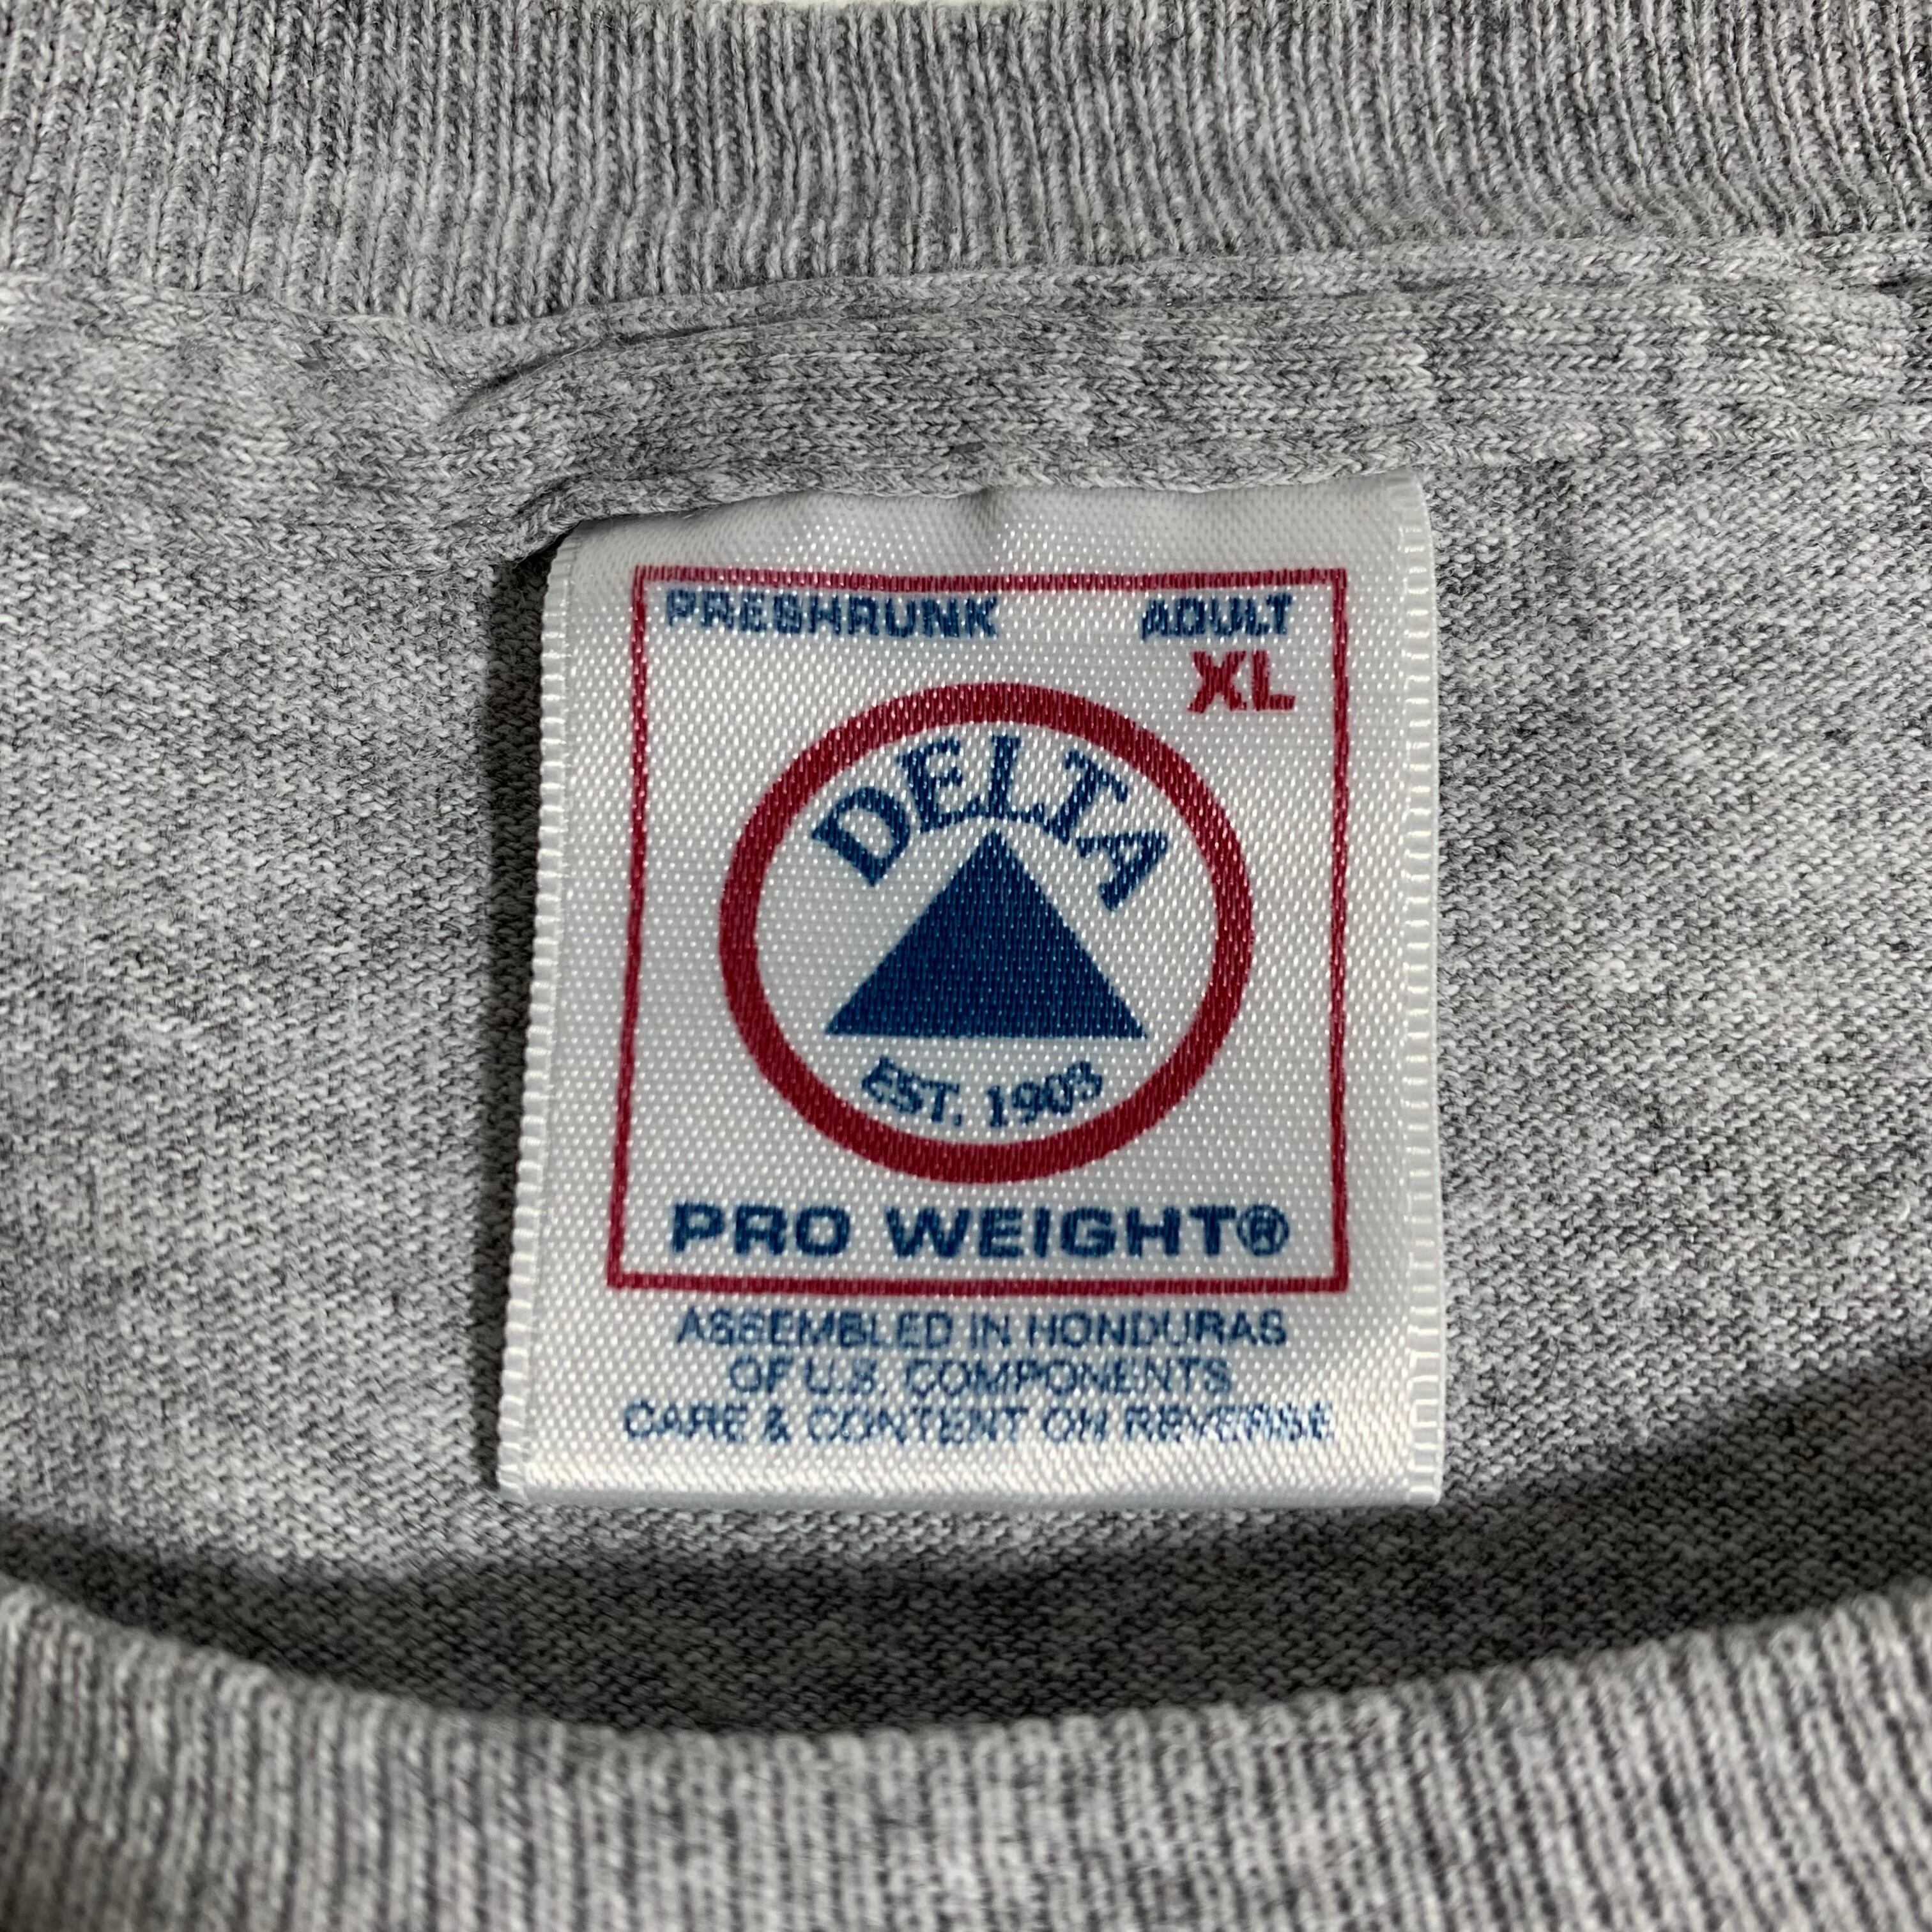 PRESHRUNK ADULT
XL
DELTA
EST. 1903
PRO WEIGHT®
ASSEMBLED IN HONDURAS
OF U.S. COMPONENTS
CARE & CONTENT ON REVERSE